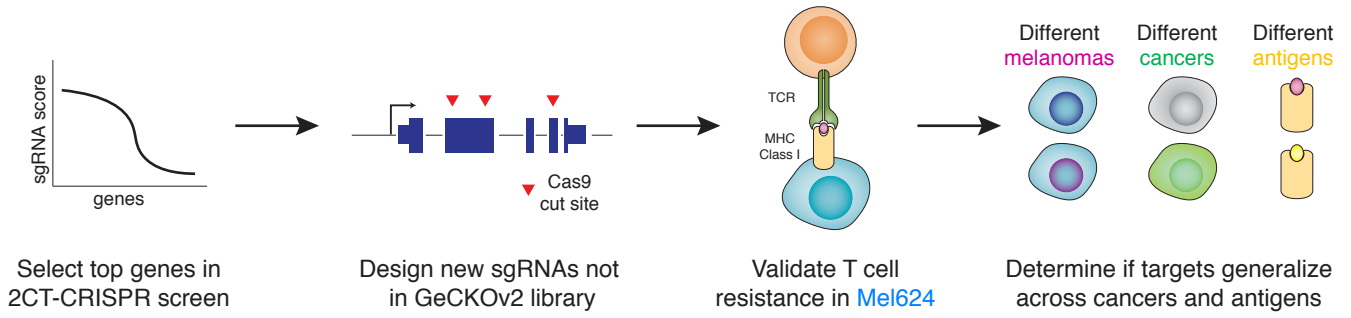 sgRNA score
genes
Select top genes in
2CT-CRISPR screen
Cas9
cut site
Design new sgRNAs not
in GeCKOv2 library
TCR
MHC
Class I
Validate T cell
resistance in Mel624
Different
melanomas
Different
cancers
Different
antigens
Determine if targets generalize
across cancers and antigens